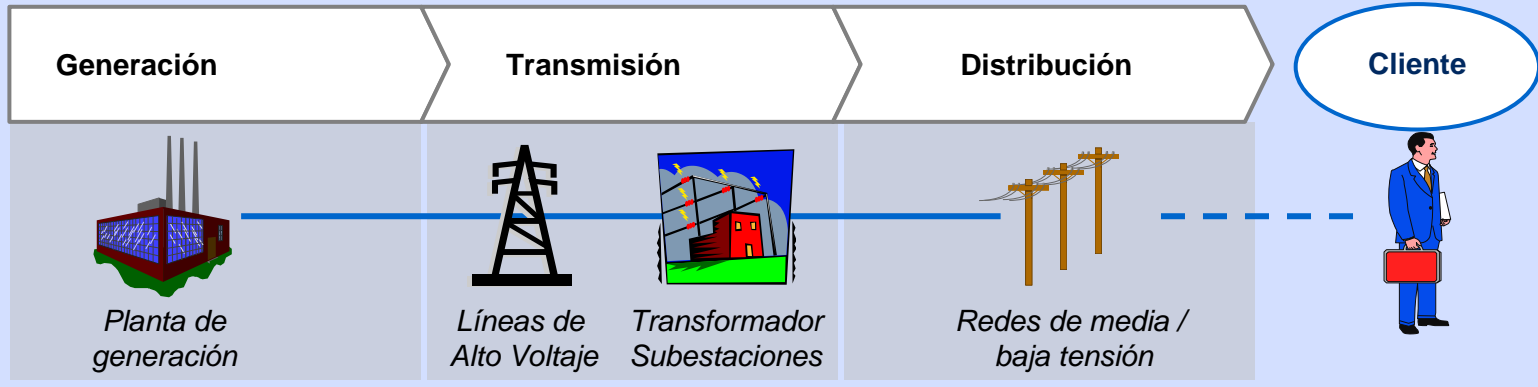 Generación
Transmisión
Distribución
Cliente
Planta de
generación
Líneas de
Alto Voltaje
Transformador
Subestaciones
Redes de media /
baja tensión